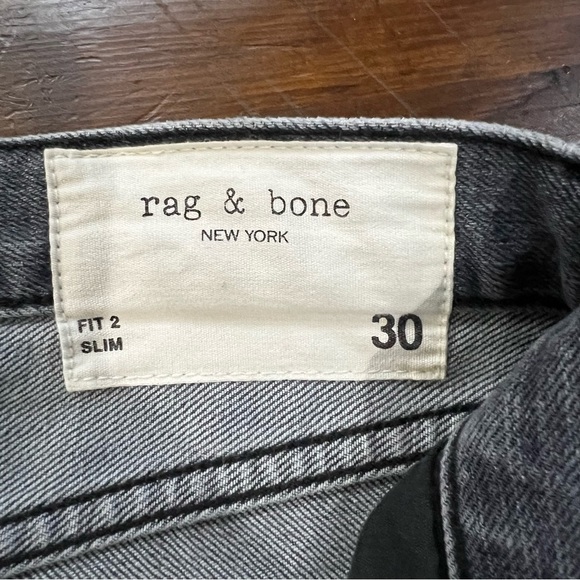 rag & bone
NEW YORK
FIT 2
SLIM
30